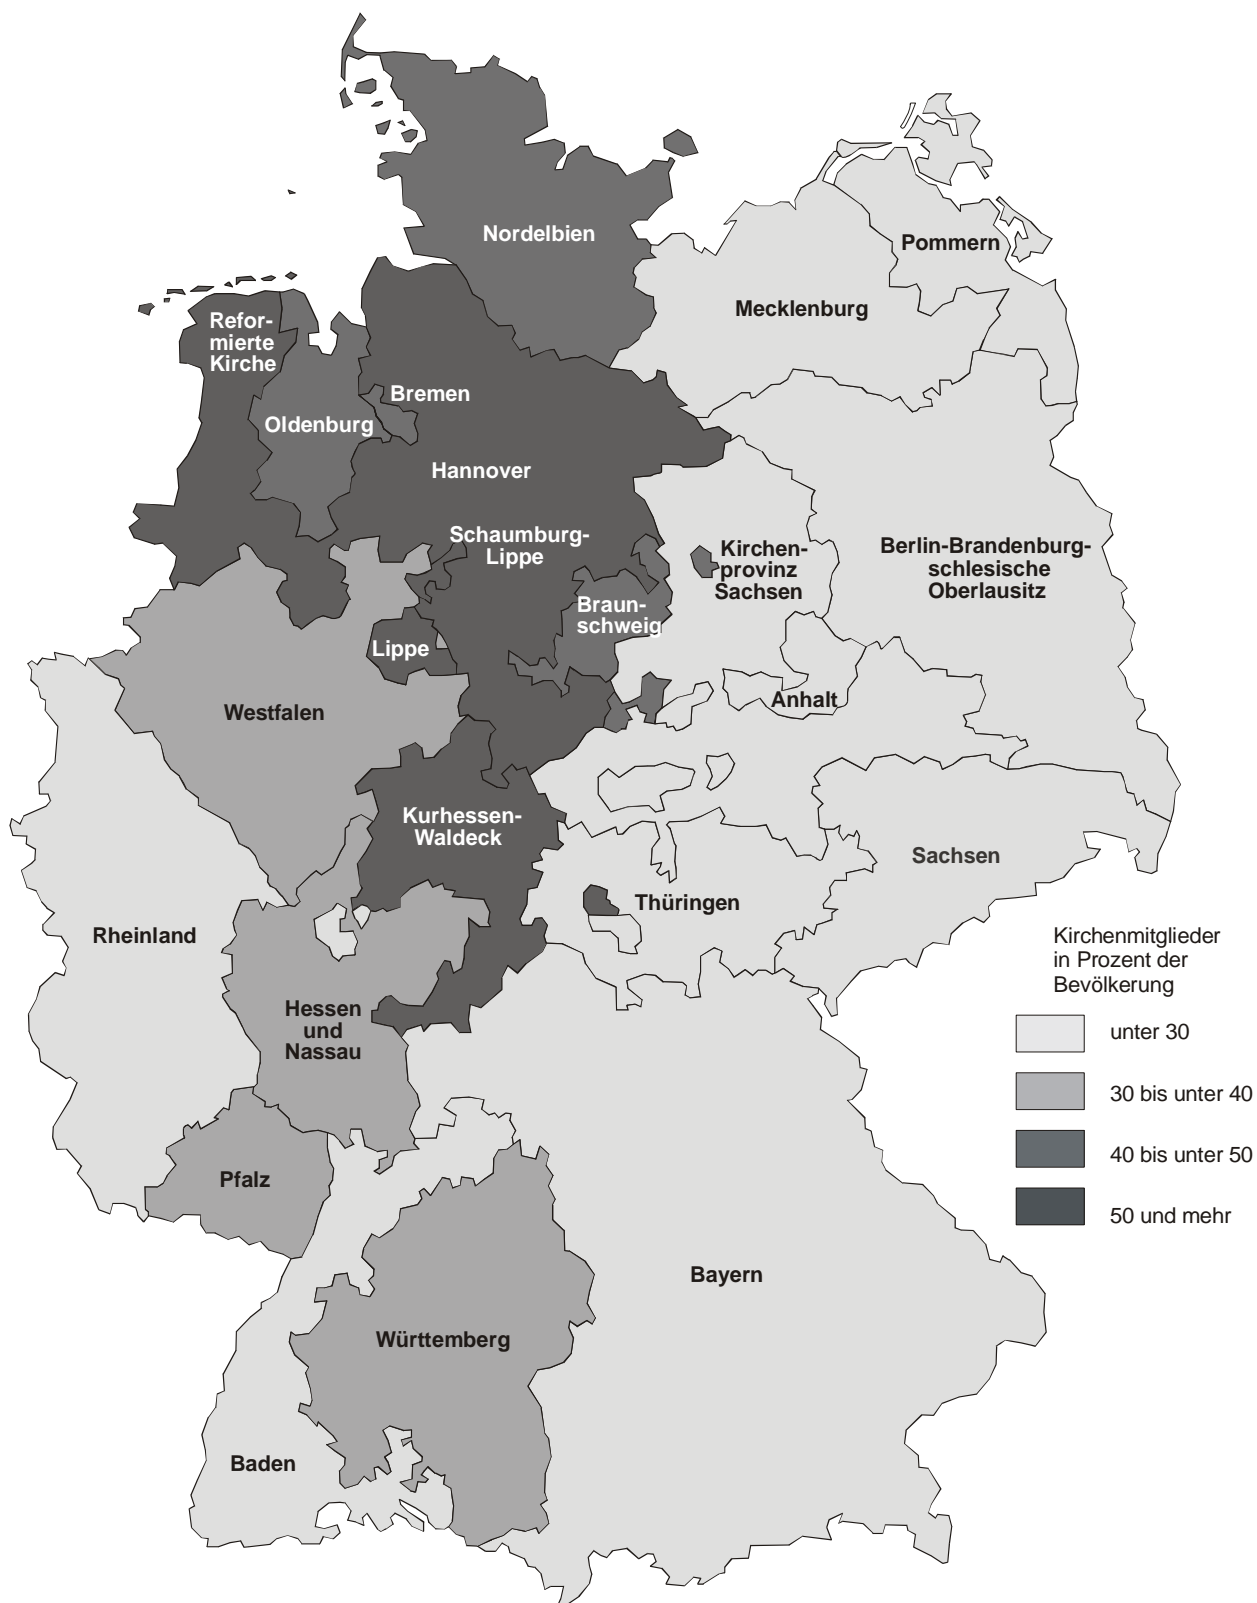 Nordelbien
Pommern
Mecklenburg
Refor-
mierte
Kirche
Bremen
Oldenburg
Hannover
Schaumburg-
Lippe
Kirchen-
provinz
Sachsen
Berlin-Brandenburg-
schlesische
Oberlausitz
Braun-
schweig
Lippe
Anhalt
Westfalen
Kurhessen-
Waldeck
Sachsen
Thüringen
Rheinland
Hessen
und
Nassau
Pfalz
Bayern
Württemberg
Baden
Kirchenmitglieder
in Prozent der
Bevölkerung
unter 30
30 bis unter 40
40 bis unter 50
50 und mehr